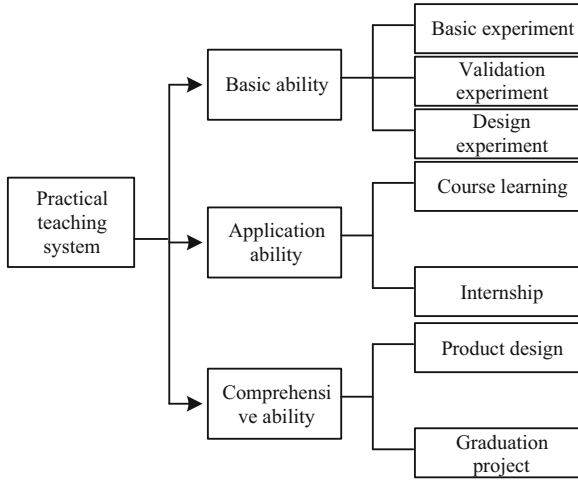 Practical
teaching
system
Basic ability
Basic experiment
Validation
experiment
Design
experiment
Application
ability
Course learning
Internship
Comprehensi
ve ability
Product design
Graduation
project